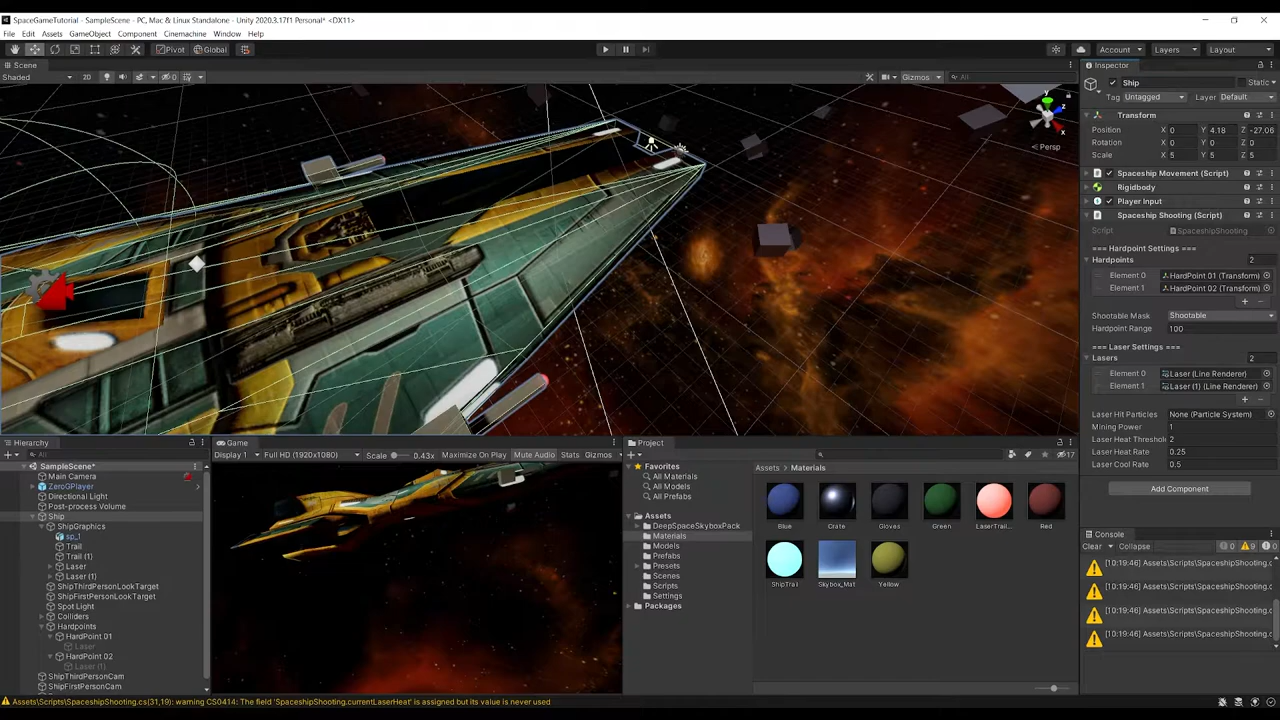 SpaceGameTutorial - SampleScene - PC, Mac & Linux Standalone - Unity 2020.3.17f1 Personal* <DX11>
File Edit Assets GameObject Component Cinemachine Window Help
Pivot Global Account Layers Layout
Scene
Shaded 2D 0 Gizmos All
y
z
x
Persp
Inspector
Ship Static
Tag Untagged Layer Default
Transform
Position X 0 Y 4.18 Z -27.06
Rotation X 0 Y 0 Z 0
Scale X 5 Y 5 Z 5
Spaceship Movement (Script)
Rigidbody
Player Input
Spaceship Shooting (Script)
Script SpaceshipShooting
=== Hardpoint Settings ===
Hardpoints 2
Element 0 HardPoint 01 (Transform)
Element 1 HardPoint 02 (Transform)
Shootable Mask Shootable
Hardpoint Range 100
=== Laser Settings ===
Lasers 2
Element 0 Laser (Line Renderer)
Element 1 Laser (1) (Line Renderer)
Laser Hit Particles None (Particle System)
Mining Power 1
Laser Heat Threshol 2
Laser Heat Rate 0.25
Laser Cool Rate 0.5
Add Component
Hierarchy
All
SampleScene*
Main Camera
ZeroGPlayer
Directional Light
Post-process Volume
Ship
ShipGraphics
sp_1
Trail
Trail (1)
Laser
Laser (1)
ShipThirdPersonLookTarget
ShipFirstPersonLookTarget
Spot Light
Colliders
Hardpoints
HardPoint 01
Laser
HardPoint 02
Laser (1)
ShipThirdPersonCam
ShipFirstPersonCam
Game
Display 1 Full HD (1920x1080) Scale 0.43x Maximize On Play Mute Audio Stats Gizmos
Project
17
Favorites
All Materials
All Models
All Prefabs
Assets
DeepSpaceSkyboxPack
Materials
Models
Prefabs
Presets
Scenes
Scripts
Settings
Packages
Assets > Materials
Blue Crate Gloves Green LaserTrail... Red
ShipTrail Skybox_Mat Yellow
Console
Clear Collapse 0 9 0
[10:19:46] Assets\Scripts\SpaceshipShooting.c
[10:19:46] Assets\Scripts\SpaceshipShooting.c
[10:19:46] Assets\Scripts\SpaceshipShooting.c
[10:19:46] Assets\Scripts\SpaceshipShooting.c
Assets\Scripts\SpaceshipShooting.cs(31,19): warning CS0414: The field 'SpaceshipShooting.currentLaserHeat' is assigned but its value is never used